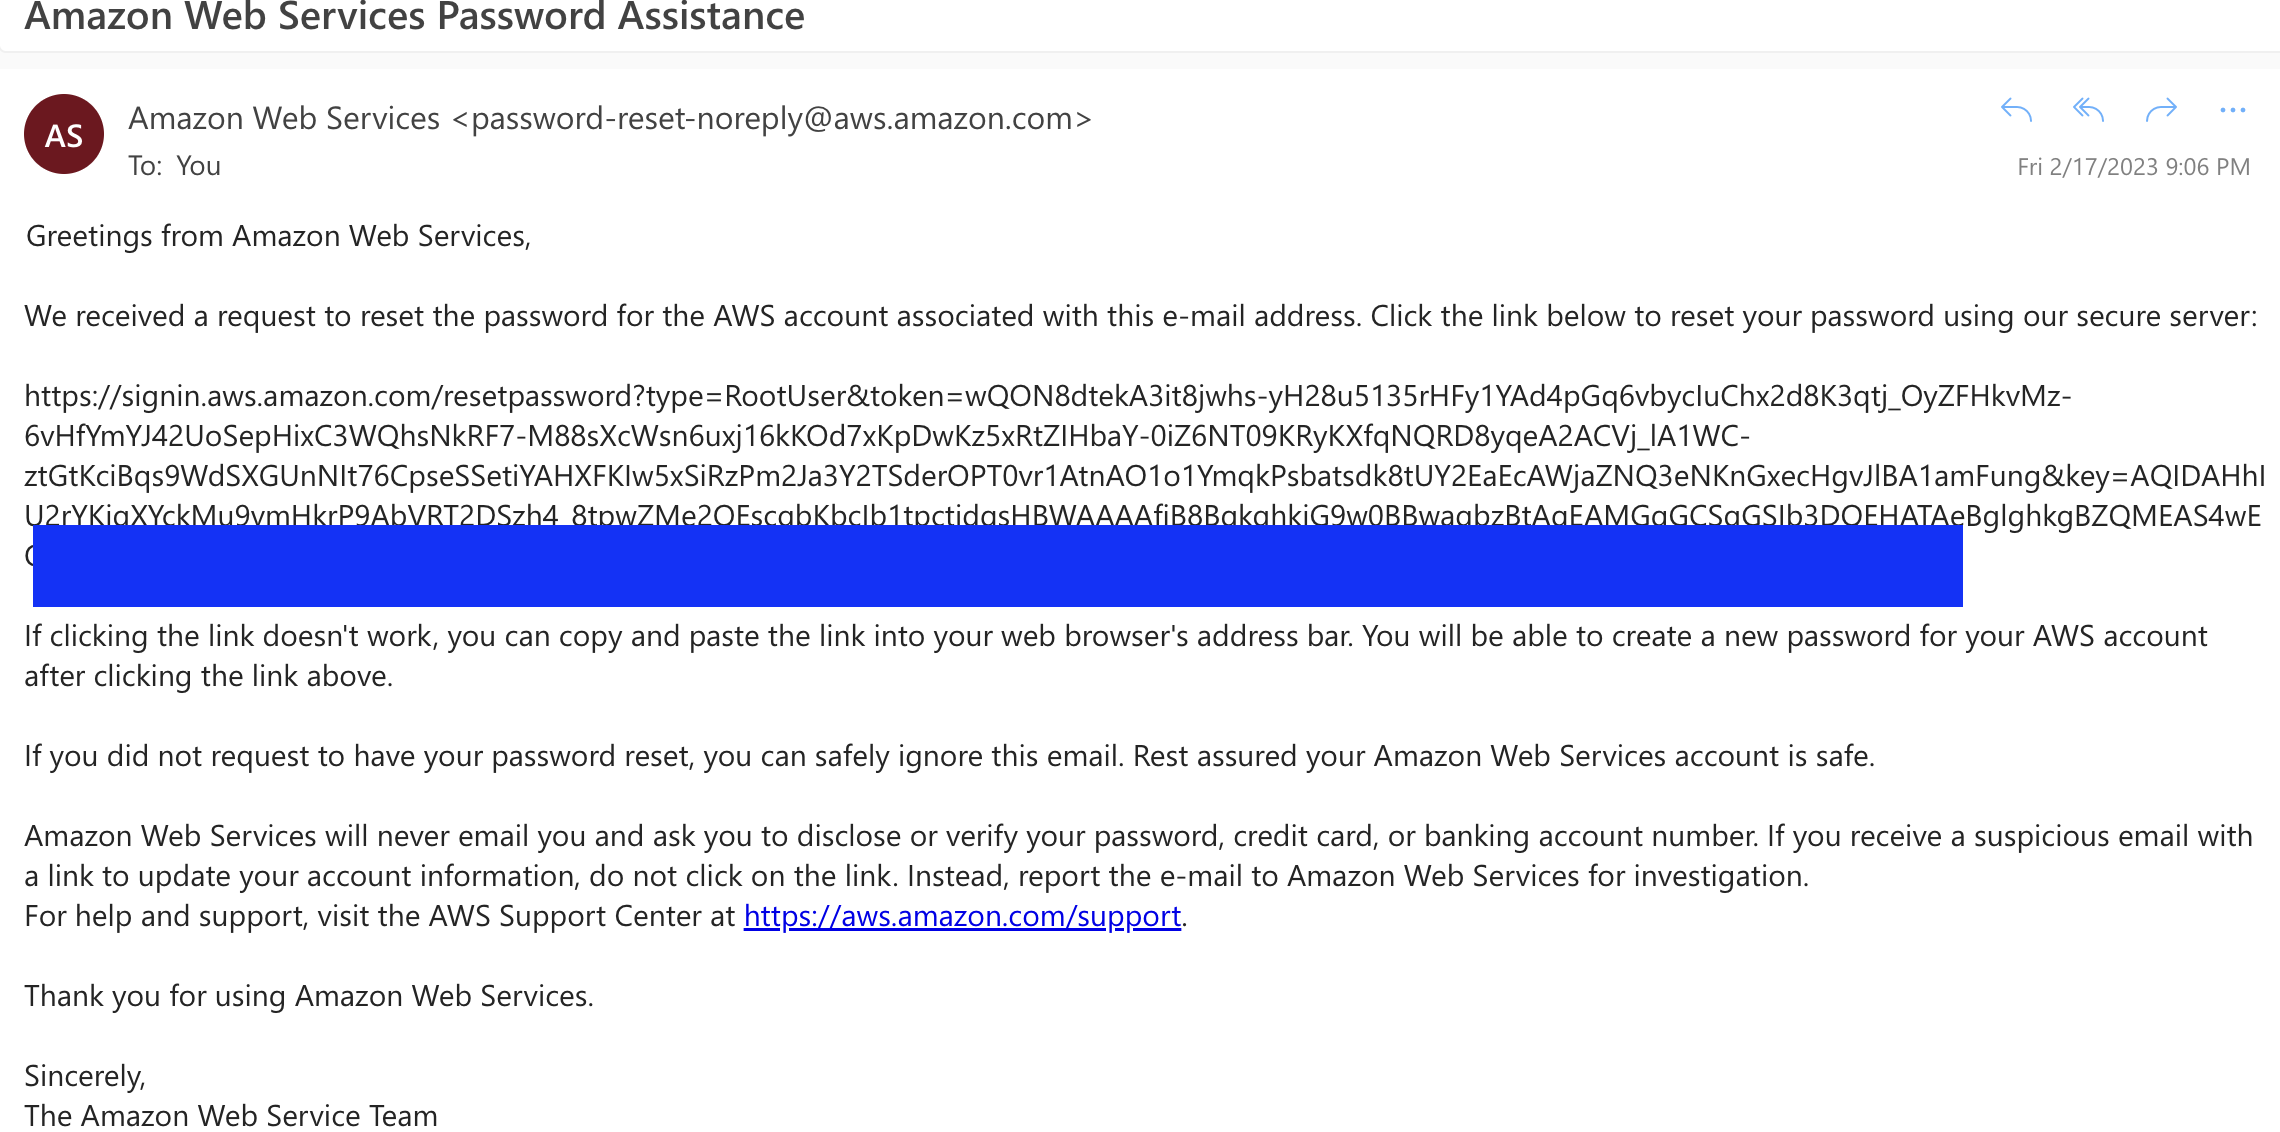 Amazon Web Services Password Assistance
AS
Amazon Web Services <password-reset-noreply@aws.amazon.com>
To: You
Fri 2/17/2023 9:06 PM
Greetings from Amazon Web Services,
We received a request to reset the password for the AWS account associated with this e-mail address. Click the link below to reset your password using our secure server:
https://signin.aws.amazon.com/resetpassword?type=RootUser&token=wQON8dtekA3it8jwhs-yH28u5135rHFy1YAd4pGq6vbycIuChx2d8K3qtj_OyZFHkvMz-
6vHfYmYJ42UoSepHixC3WQhsNkRF7-M88sXcWsn6uxj16kKOd7xKpDwKz5xRtZIHbaY-0iZ6NT09KRyKXfqNQRD8yqeA2ACVj_lA1WC-
ztGtKciBqs9WdSXGUnNIt76CpseSSetiYAHXFKIw5xSiRzPm2Ja3Y2TSderOPT0vr1AtnAO1o1YmqkPsbatsdk8tUY2EaEcAWjaZNQ3eNKnGxecHgvJlBA1amFung&key=AQIDAHhI
If clicking the link doesn't work, you can copy and paste the link into your web browser's address bar. You will be able to create a new password for your AWS account
after clicking the link above.
If you did not request to have your password reset, you can safely ignore this email. Rest assured your Amazon Web Services account is safe.
Amazon Web Services will never email you and ask you to disclose or verify your password, credit card, or banking account number. If you receive a suspicious email with
a link to update your account information, do not click on the link. Instead, report the e-mail to Amazon Web Services for investigation.
For help and support, visit the AWS Support Center at https://aws.amazon.com/support.
Thank you for using Amazon Web Services.
Sincerely,
The Amazon Web Service Team